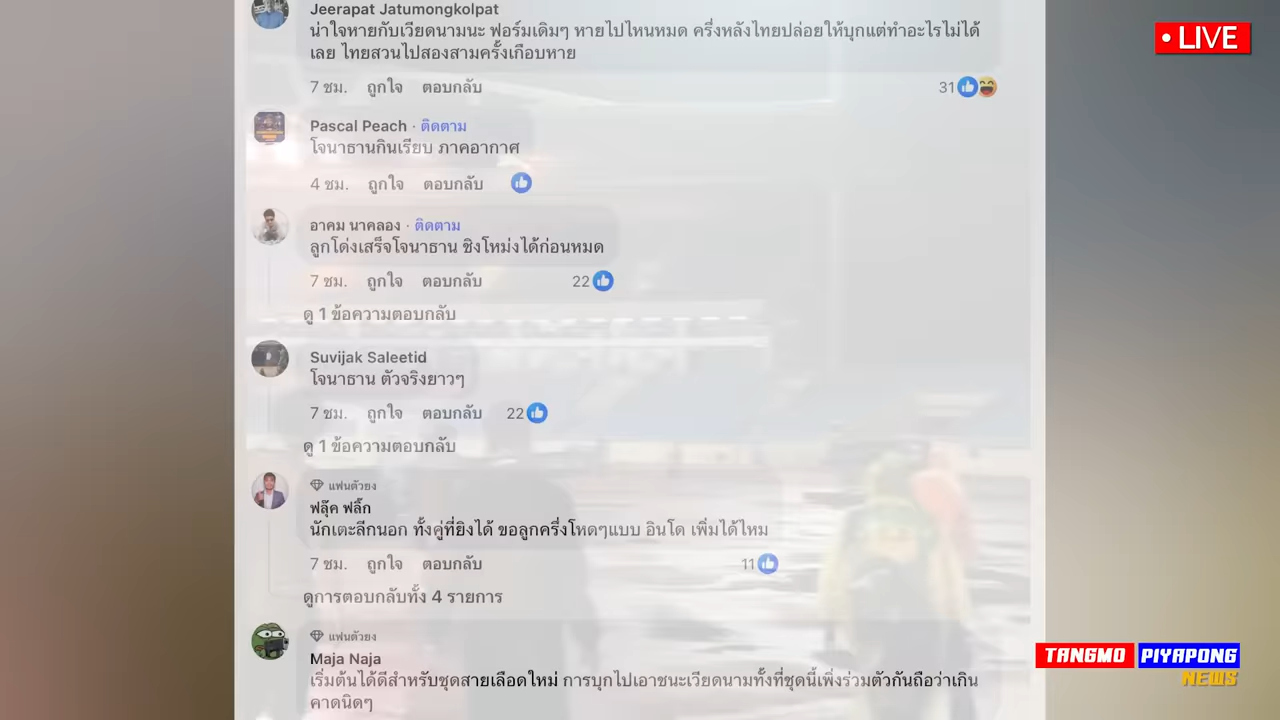 Jeerapat Jatumongkolpat
น่าใจหายกับเวียดนามนะ ฟอร์มเดิมๆ หายไปไหนหมด ครึ่งหลังไทยปล่อยให้บุกแต่ทำอะไรไม่ได้
เลย ไทยสวนไปสองสามครั้งเกือบหาย
7 ชม. ถูกใจ ตอบกลับ 31
Pascal Peach · ติดตาม
โจนาธานกินเรียบ ภาคอากาศ
4 ชม. ถูกใจ ตอบกลับ
อาคม นาคลอง · ติดตาม
ลูกโด่งเสร็จโจนาธาน ชิงโหม่งได้ก่อนหมด
7 ชม. ถูกใจ ตอบกลับ 22
ดู 1 ข้อความตอบกลับ
Suvijak Saleetid
โจนาธาน ตัวจริงยาวๆ
7 ชม. ถูกใจ ตอบกลับ 22
ดู 1 ข้อความตอบกลับ
แฟนตัวยง
ฟลุ๊ค ฟลิ๊ก
นักเตะลีกนอก ทั้งคู่ที่ยิงได้ ขอลูกครึ่งโหดๆแบบ อินโด เพิ่มได้ไหม
7 ชม. ถูกใจ ตอบกลับ 11
ดูการตอบกลับทั้ง 4 รายการ
แฟนตัวยง
Maja Naja
เริ่มต้นได้ดีสำหรับชุดสายเลือดใหม่ การบุกไปเอาชนะเวียดนามทั้งที่ชุดนี้เพิ่งร่วมตัวกันถือว่าเกิน
คาดนิดๆ
• LIVE
TANGMO PIYAPONG
NEWS